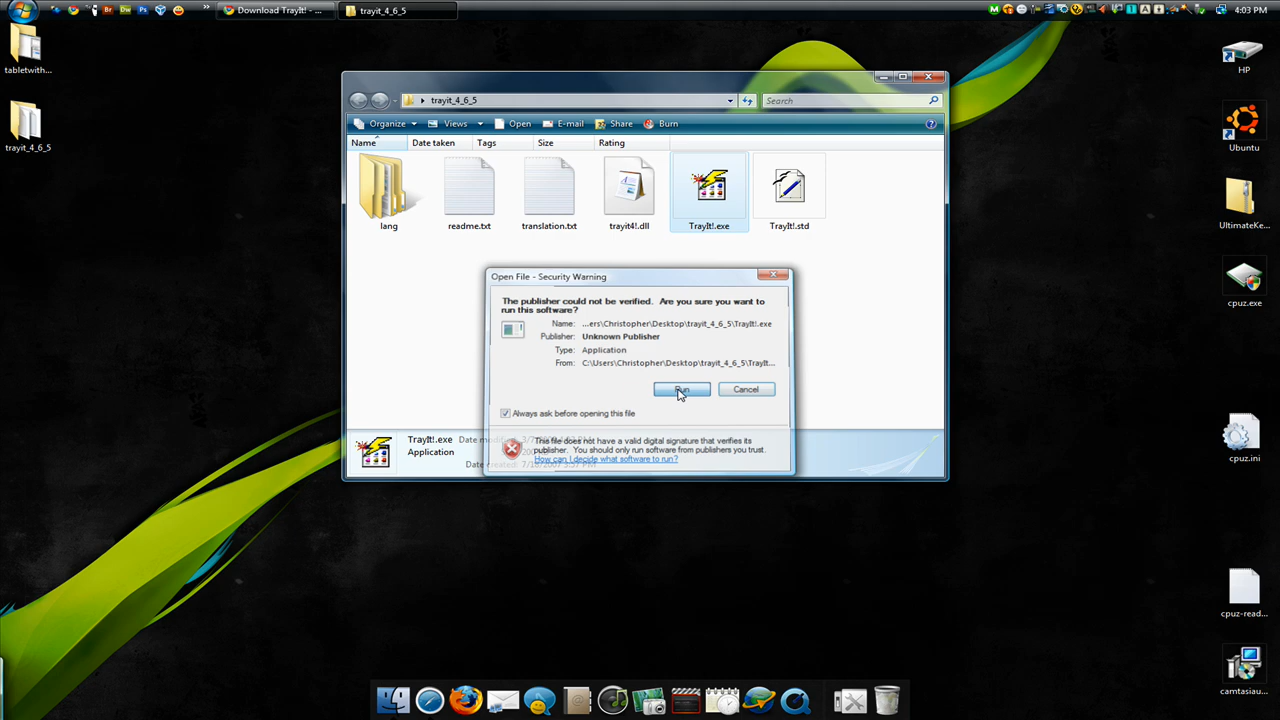 Download TrayIt! - ...
trayit_4_6_5
4:03 PM
tabletwith...
trayit_4_6_5
HP
Ubuntu
UltimateKe...
cpuz.exe
cpuz.ini
cpuz-read...
camtasiau...
trayit_4_6_5
Search
Organize
Views
Open
E-mail
Share
Burn
Name
Date taken
Tags
Size
Rating
lang
readme.txt
translation.txt
trayit4!.dll
TrayIt!.exe
TrayIt!.std
Open File - Security Warning
The publisher could not be verified. Are you sure you want to
run this software?
Name: ...ers\Christopher\Desktop\trayit_4_6_5\TrayIt!.exe
Publisher: Unknown Publisher
Type: Application
From: C:\Users\Christopher\Desktop\trayit_4_6_5\TrayIt...
Run
Cancel
Always ask before opening this file
This file does not have a valid digital signature that verifies its
publisher. You should only run software from publishers you trust.
How can I decide what software to run?
TrayIt!.exe
Application